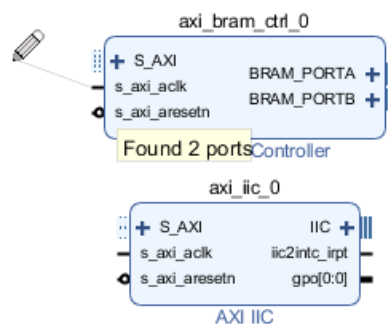 axi_bram_ctrl_0
S_AXI
s_axi_aclk
s_axi_aresetn
BRAM_PORTA
BRAM_PORTB
Found 2 ports
Controller
axi_iic_0
S_AXI
s_axi_aclk
s_axi_aresetn
IIC
iic2intc_irpt
gpo[0:0]
AXI IIC